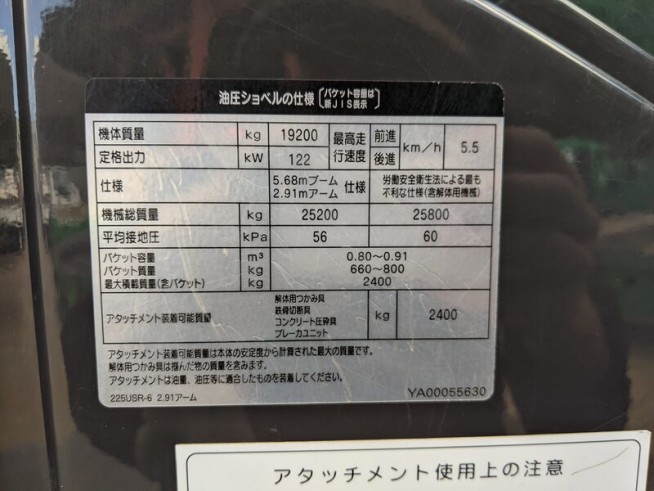 油圧ショベルの仕様〔バケット容量は新JIS表示〕
機体質量 kg 19200 最高走行速度 前進 後進 km/h 5.5
定格出力 kW 122
仕様 5.68mブーム 2.91mアーム 仕様 労働安全衛生法による最も不利な仕様(含解体用機械)
機械総質量 kg 25200 25800
平均接地圧 kPa 56 60
バケット容量 m³ 0.80〜0.91
バケット質量 kg 660〜800
最大積載質量(含バケット) kg 2400
アタッチメント装着可能質量 解体用つかみ具 鉄骨切断具 コンクリート圧砕具 ブレーカユニット kg 2400
アタッチメント装着可能質量は本体の安定度から計算された最大の質量です。
解体用つかみ具は掴んだ物の質量を含みます。
アタッチメントは油量、油圧等に適合したものを装着してください。
225USR-6 2.91アーム YA00055630
アタッチメント使用上の注意